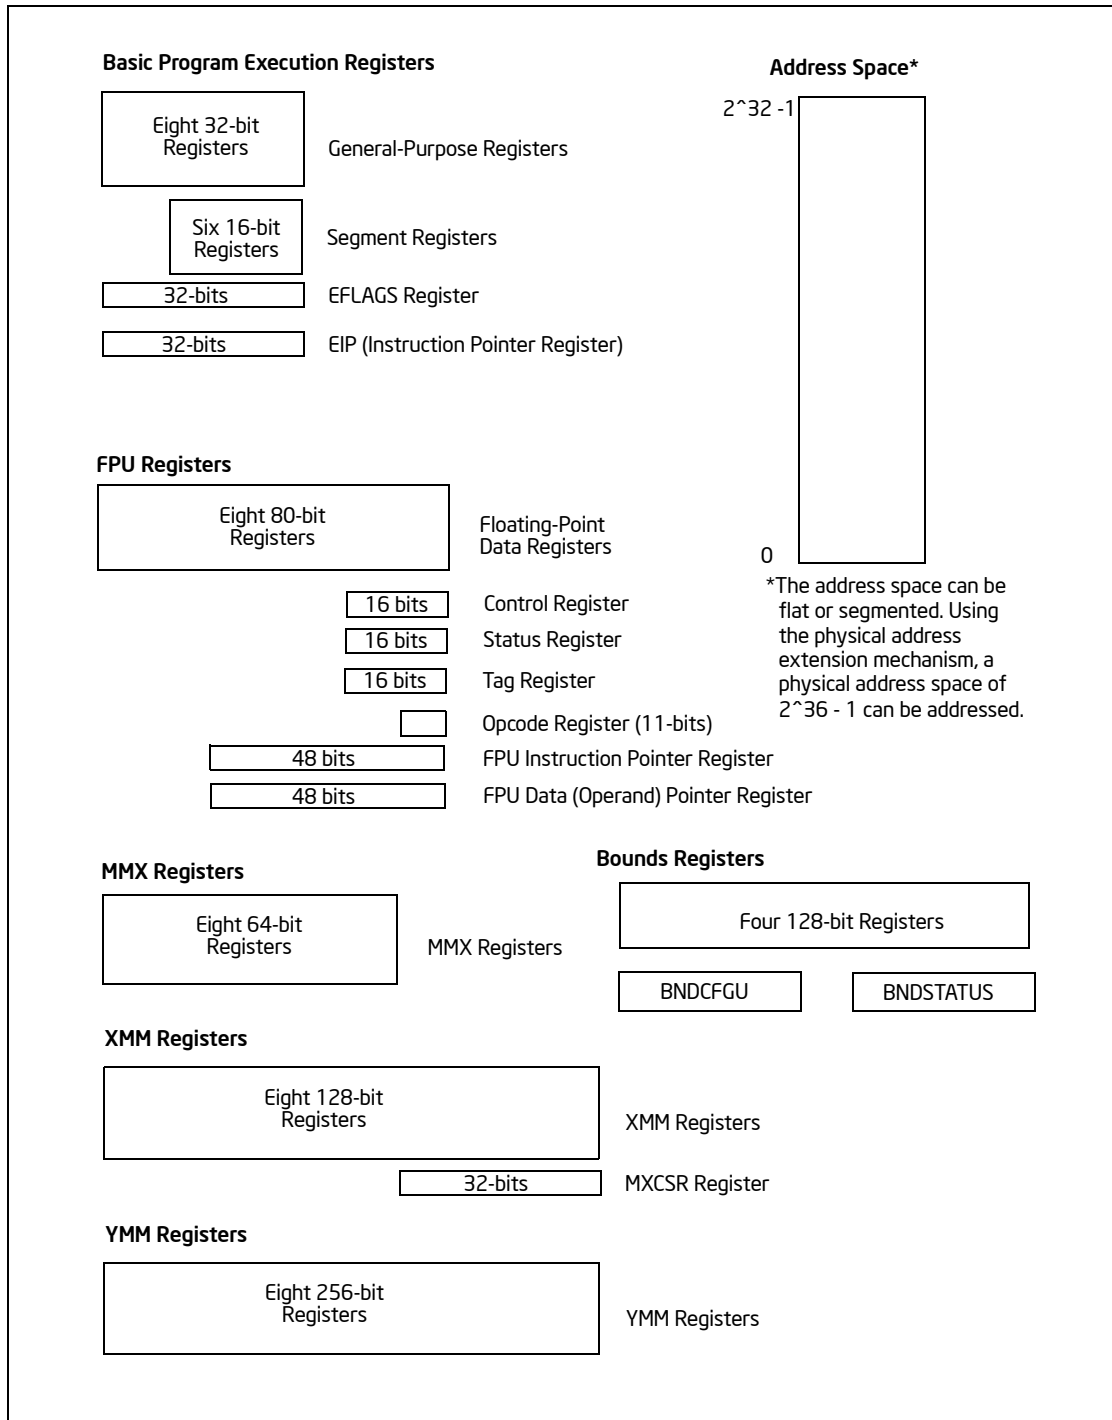 Basic Program Execution Registers
Eight 32-bit
Registers
General-Purpose Registers
Six 16-bit
Registers
Segment Registers
32-bits
EFLAGS Register
32-bits
EIP (Instruction Pointer Register)
Address Space*
2^32 -1
0
*The address space can be
flat or segmented. Using
the physical address
extension mechanism, a
physical address space of
2^36 - 1 can be addressed.
FPU Registers
Eight 80-bit
Registers
Floating-Point
Data Registers
16 bits
Control Register
16 bits
Status Register
16 bits
Tag Register
Opcode Register (11-bits)
48 bits
FPU Instruction Pointer Register
48 bits
FPU Data (Operand) Pointer Register
MMX Registers
Eight 64-bit
Registers
MMX Registers
Bounds Registers
Four 128-bit Registers
BNDCFGU
BNDSTATUS
XMM Registers
Eight 128-bit
Registers
XMM Registers
32-bits
MXCSR Register
YMM Registers
Eight 256-bit
Registers
YMM Registers